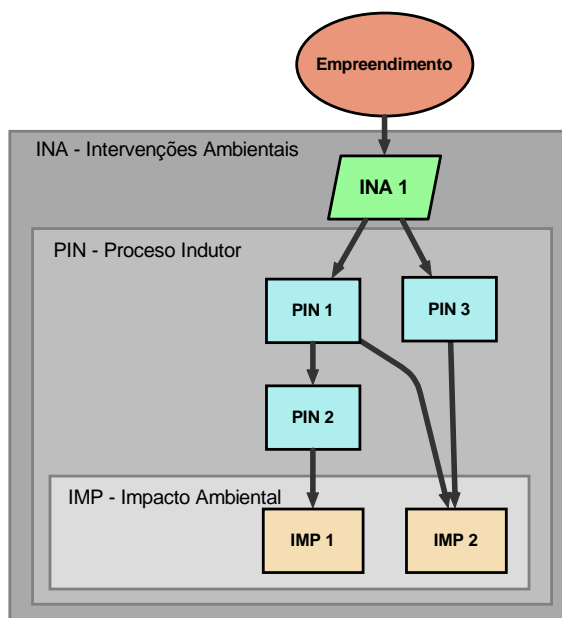 Empreendimento
INA - Intervenções Ambientais
INA 1
PIN - Proceso Indutor
PIN 1
PIN 3
PIN 2
IMP - Impacto Ambiental
IMP 1
IMP 2